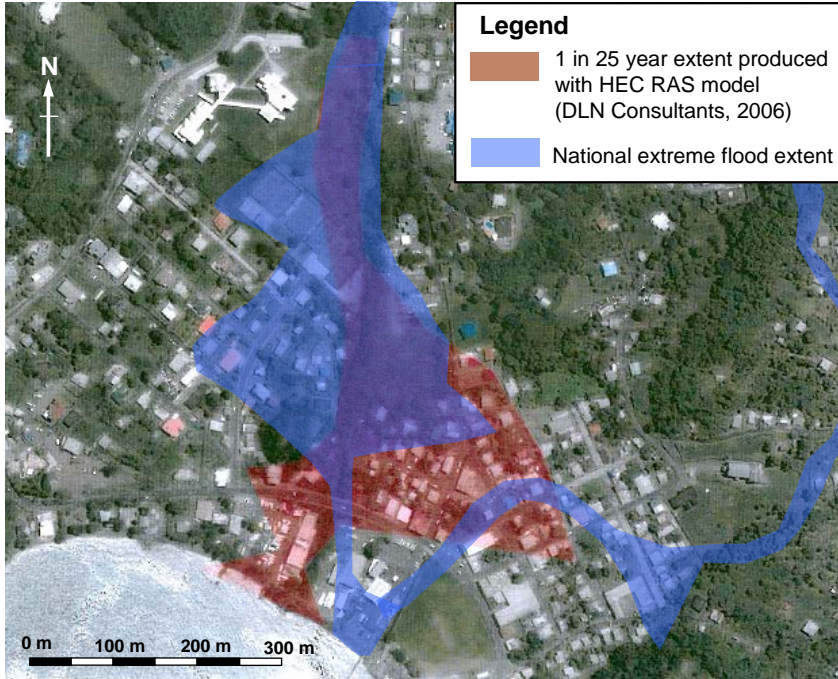 Legend
1 in 25 year extent produced
with HEC RAS model
(DLN Consultants, 2006)
National extreme flood extent
N
0 m 100 m 200 m 300 m